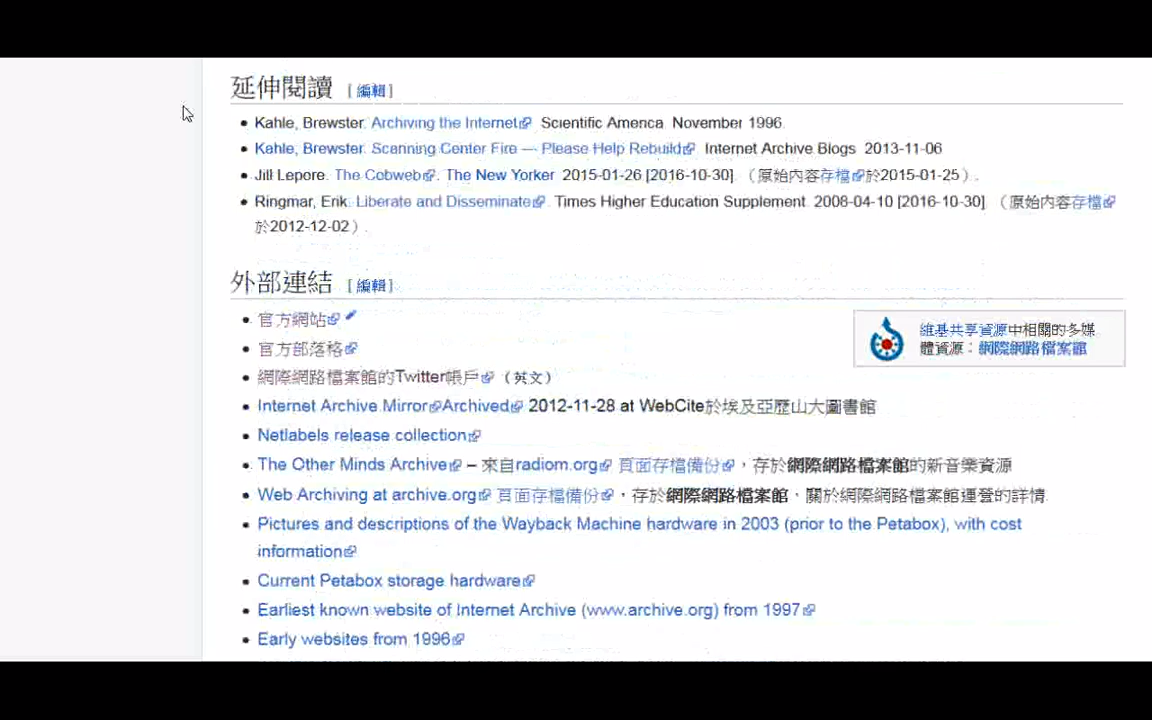 延伸閱讀 [編輯]
Kahle, Brewster. Archiving the Internet. Scientific America. November 1996.
Kahle, Brewster. Scanning Center Fire — Please Help Rebuild. Internet Archive Blogs. 2013-11-06
Jill Lepore. The Cobweb. The New Yorker. 2015-01-26 [2016-10-30]. （原始內容存檔於2015-01-25）.
Ringmar, Erik. Liberate and Disseminate. Times Higher Education Supplement. 2008-04-10 [2016-10-30]. （原始內容存檔
於2012-12-02）.
外部連結 [編輯]
官方網站
官方部落格
網際網路檔案館的Twitter帳戶（英文）
Internet Archive Mirror Archived 2012-11-28 at WebCite於埃及亞歷山大圖書館
Netlabels release collection
The Other Minds Archive – 來自radiom.org 頁面存檔備份，存於網際網路檔案館的新音樂資源
Web Archiving at archive.org 頁面存檔備份，存於網際網路檔案館，關於網際網路檔案館運營的詳情.
Pictures and descriptions of the Wayback Machine hardware in 2003 (prior to the Petabox), with cost
information
Current Petabox storage hardware
Earliest known website of Internet Archive (www.archive.org) from 1997
Early websites from 1996
維基共享資源中相關的多媒
體資源：網際網路檔案館